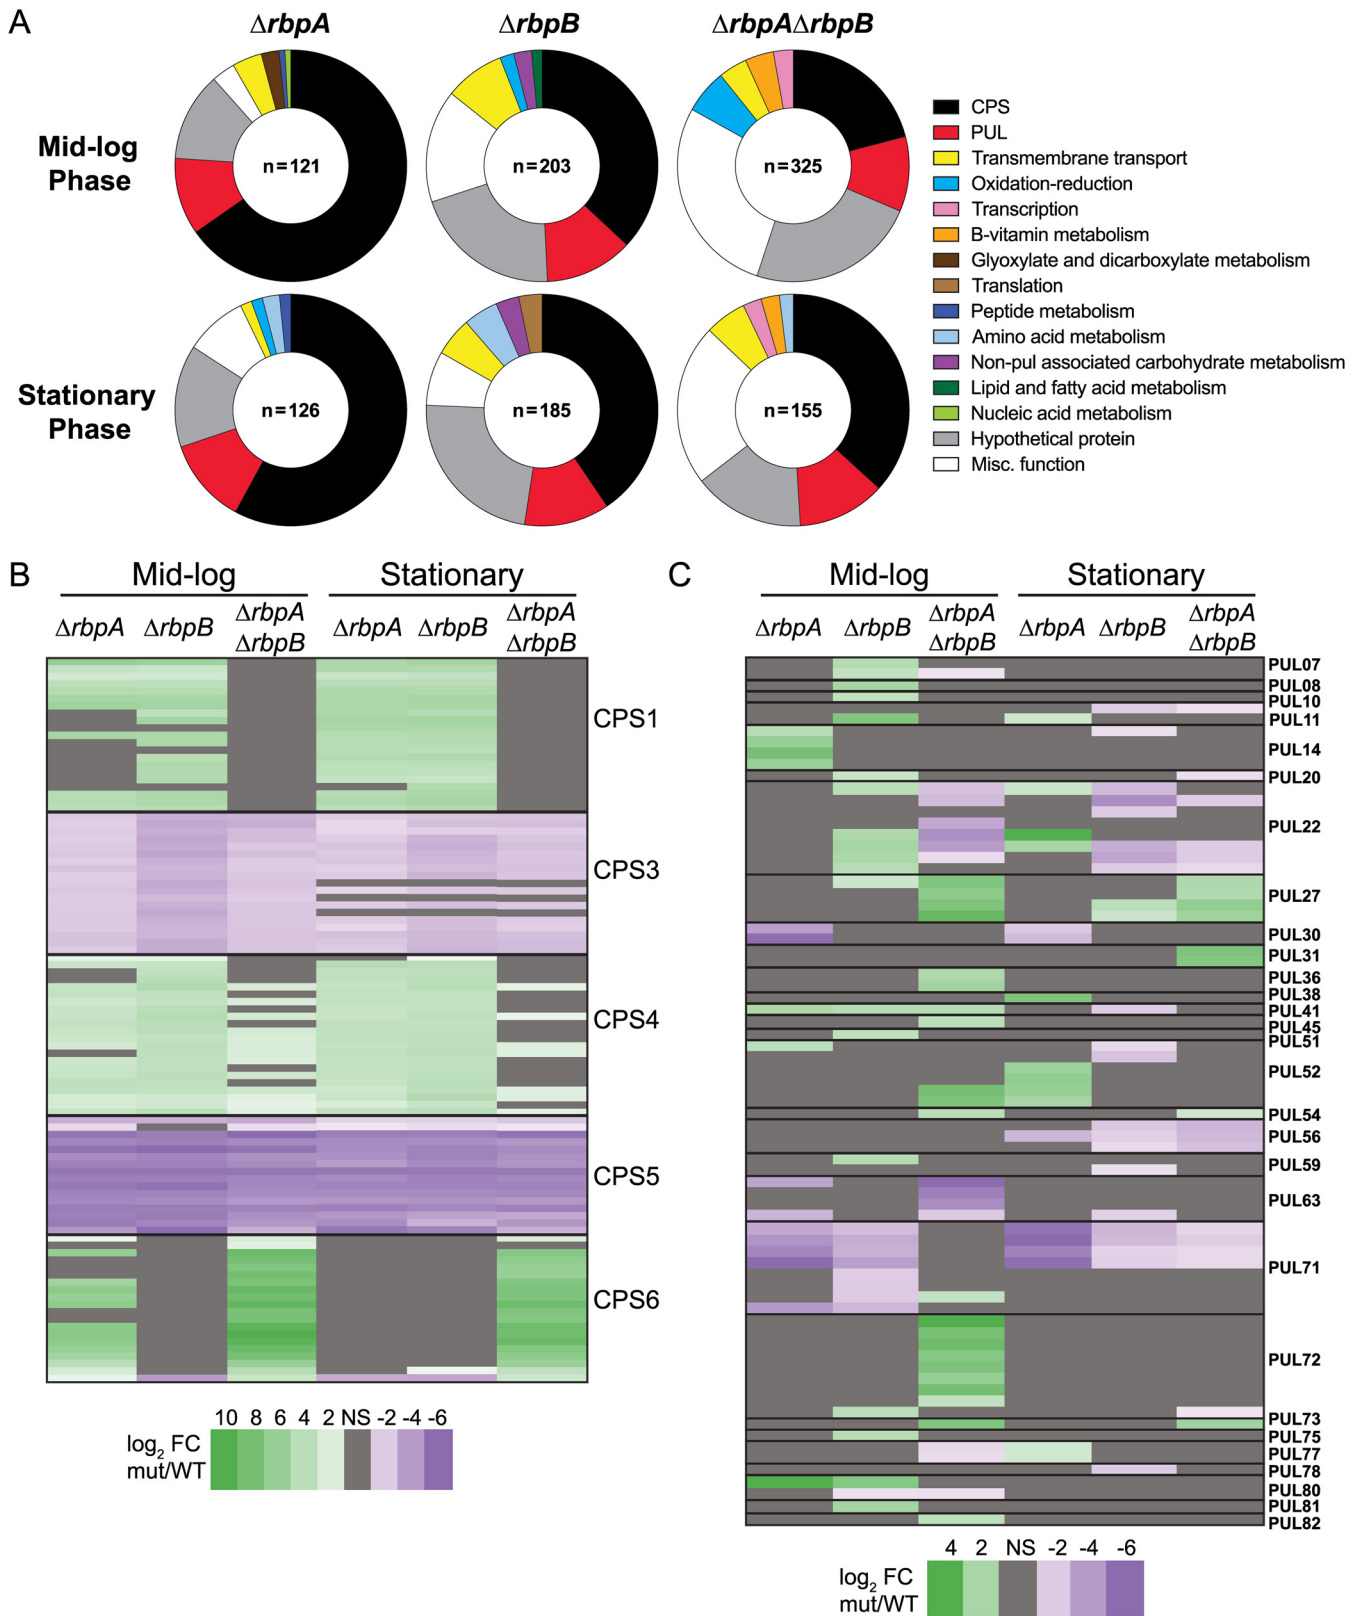 A
ΔrbpA
ΔrbpB
ΔrbpAΔrbpB
Mid-log
Phase
n=121
n=203
n=325
Stationary
Phase
n=126
n=185
n=155
CPS
PUL
Transmembrane transport
Oxidation-reduction
Transcription
B-vitamin metabolism
Glyoxylate and dicarboxylate metabolism
Translation
Peptide metabolism
Amino acid metabolism
Non-pul associated carbohydrate metabolism
Lipid and fatty acid metabolism
Nucleic acid metabolism
Hypothetical protein
Misc. function
B
Mid-log
Stationary
ΔrbpA
ΔrbpB
ΔrbpA
ΔrbpB
ΔrbpA
ΔrbpB
ΔrbpA
ΔrbpB
CPS1
CPS3
CPS4
CPS5
CPS6
10 8 6 4 2 NS -2 -4 -6
log₂ FC
mut/WT
C
Mid-log
Stationary
ΔrbpA
ΔrbpB
ΔrbpA
ΔrbpB
ΔrbpA
ΔrbpB
ΔrbpA
ΔrbpB
PUL07
PUL08
PUL10
PUL11
PUL14
PUL20
PUL22
PUL27
PUL30
PUL31
PUL36
PUL38
PUL41
PUL45
PUL51
PUL52
PUL54
PUL56
PUL59
PUL63
PUL71
PUL72
PUL73
PUL75
PUL77
PUL78
PUL80
PUL81
PUL82
4 2 NS -2 -4 -6
log₂ FC
mut/WT